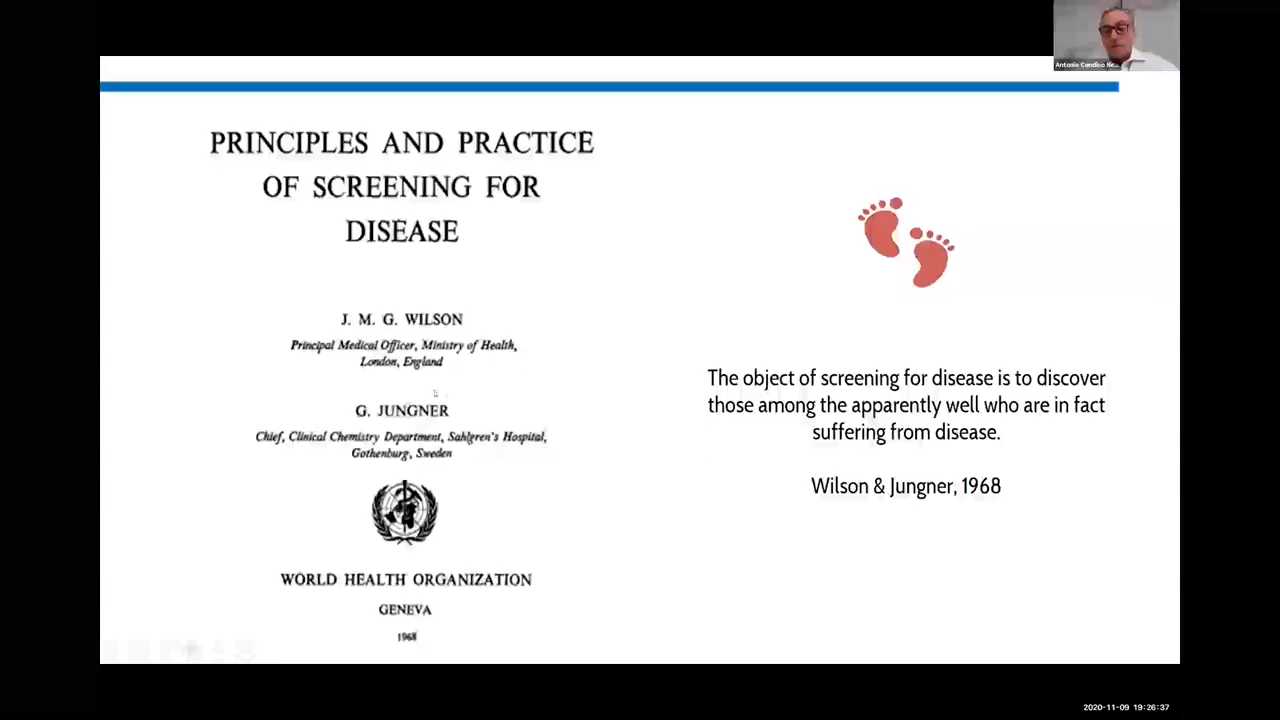 Antonio Condino Ne...
PRINCIPLES AND PRACTICE
OF SCREENING FOR
DISEASE
J. M. G. WILSON
Principal Medical Officer, Ministry of Health,
London, England
G. JUNGNER
Chief, Clinical Chemistry Department, Sahlgren's Hospital,
Gothenburg, Sweden
WORLD HEALTH ORGANIZATION
GENEVA
1968
The object of screening for disease is to discover
those among the apparently well who are in fact
suffering from disease.
Wilson & Jungner, 1968
2020-11-09 19:26:37